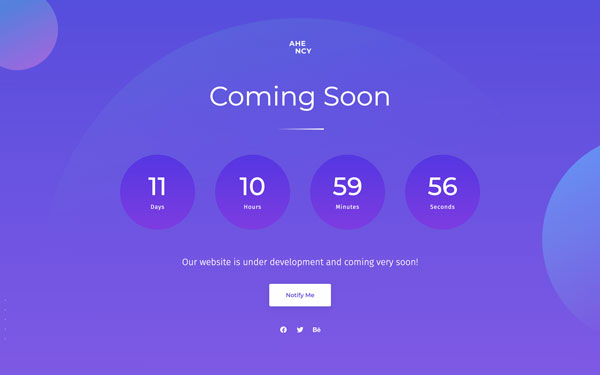 AHE
NCY
Coming Soon
11 10 59 56
Days Hours Minutes Seconds
Our website is under development and coming very soon!
Notify Me
Bē